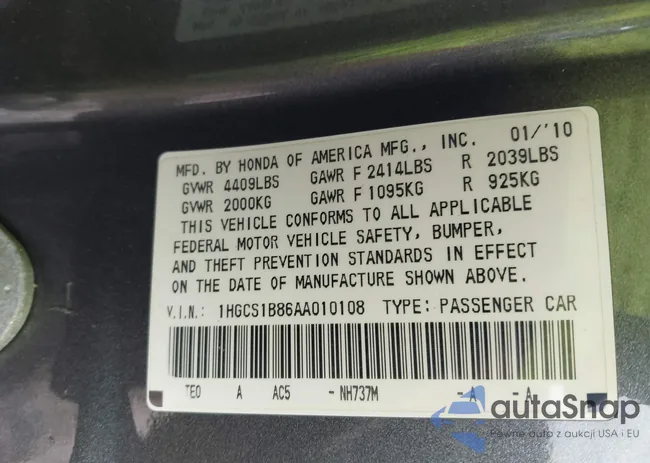 MFD. BY HONDA OF AMERICA MFG., INC. 01/'10
GVWR 4409LBS GAWR F 2414LBS R 2039LBS
GVWR 2000KG GAWR F 1095KG R 925KG
THIS VEHICLE CONFORMS TO ALL APPLICABLE
FEDERAL MOTOR VEHICLE SAFETY, BUMPER,
AND THEFT PREVENTION STANDARDS IN EFFECT
ON THE DATE OF MANUFACTURE SHOWN ABOVE.
V.I.N.: 1HGCS1B86AA010108 TYPE: PASSENGER CAR
TE0 A AC5 - NH737M - A A
autaSnap
Pewne auto z aukcji USA i EU